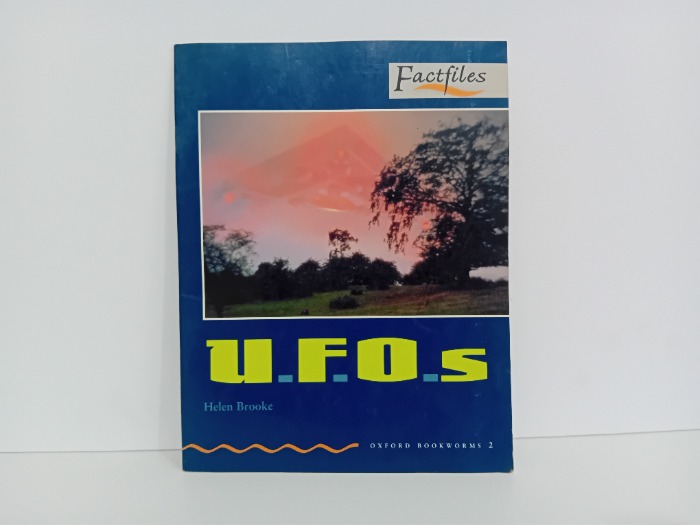 Factfiles
U.F.O.s
Helen Brooke
OXFORD BOOKWORMS 2